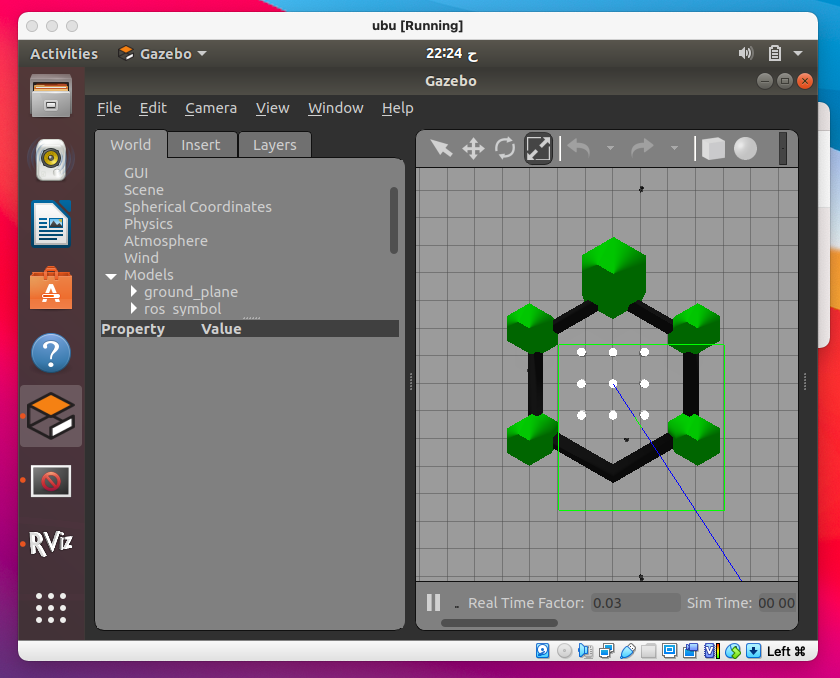 ubu [Running]
Activities Gazebo 22:24 ح
Gazebo
File Edit Camera View Window Help
World Insert Layers
GUI
Scene
Spherical Coordinates
Physics
Atmosphere
Wind
Models
ground_plane
ros_symbol
Property Value
RViz
Real Time Factor: 0.03 Sim Time: 00 00
Left ⌘